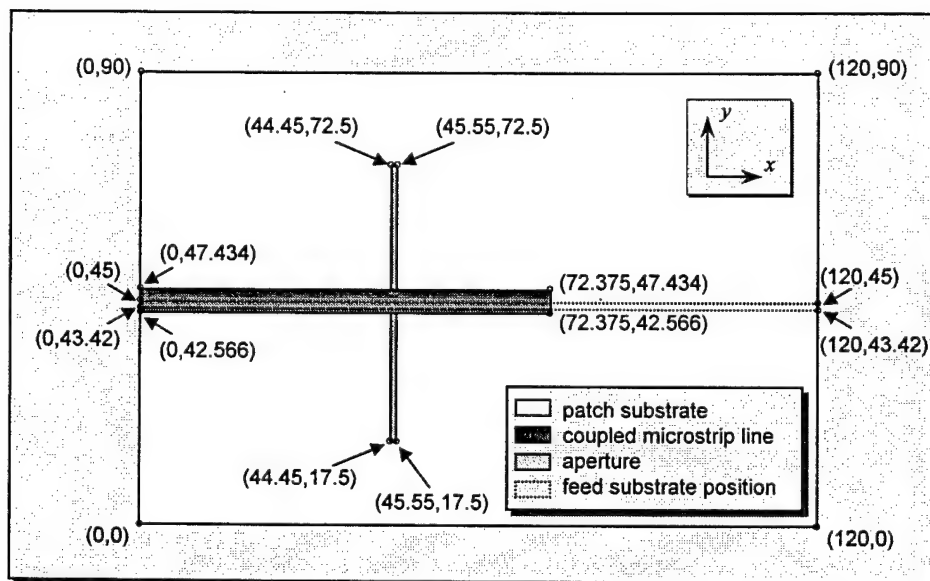 (0,90)
(120,90)
(44.45,72.5)
(45.55,72.5)
y
x
(0,47.434)
(0,45)
(72.375,47.434)
(120,45)
(0,43.42)
(0,42.566)
(72.375,42.566)
(120,43.42)
patch substrate
coupled microstrip line
aperture
feed substrate position
(44.45,17.5)
(45.55,17.5)
(0,0)
(120,0)